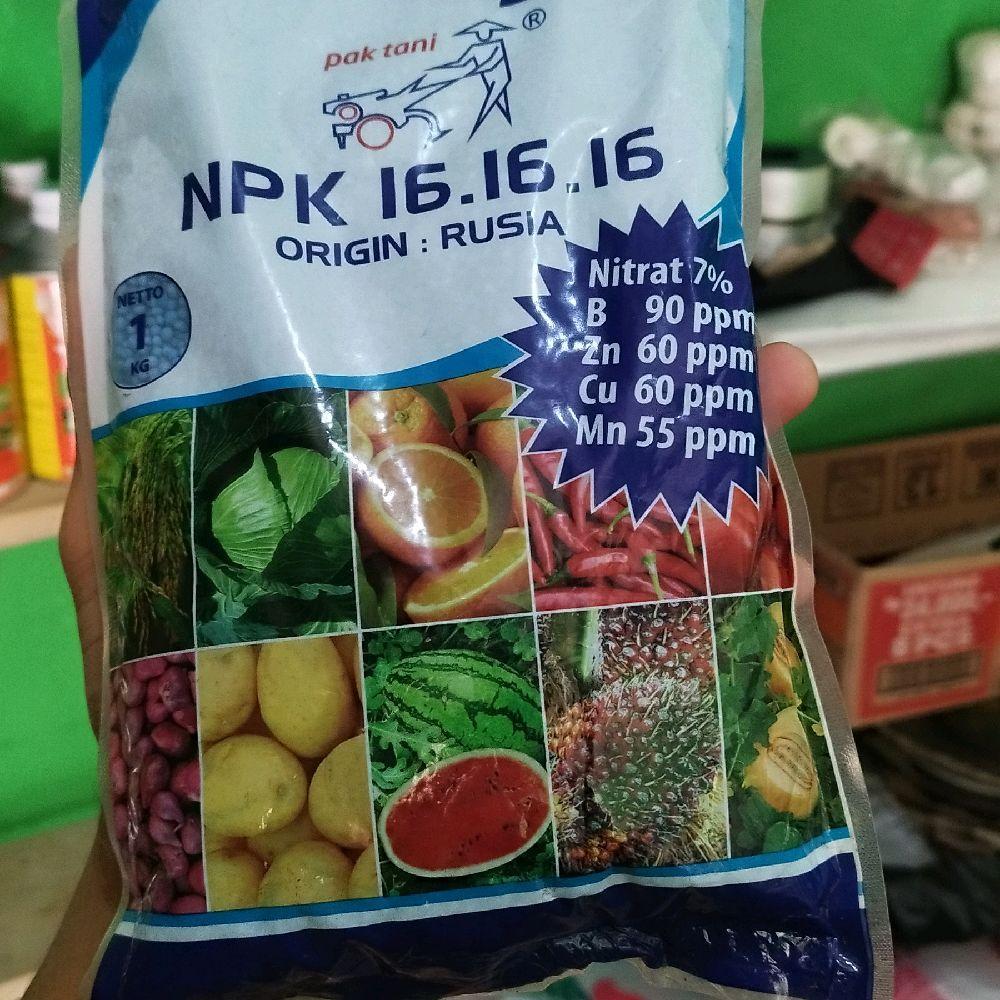 pak tani
®
NPK 16.16.16
ORIGIN : RUSIA
NETTO
1
KG
Nitrat 7%
B 90 ppm
Zn 60 ppm
Cu 60 ppm
Mn 55 ppm